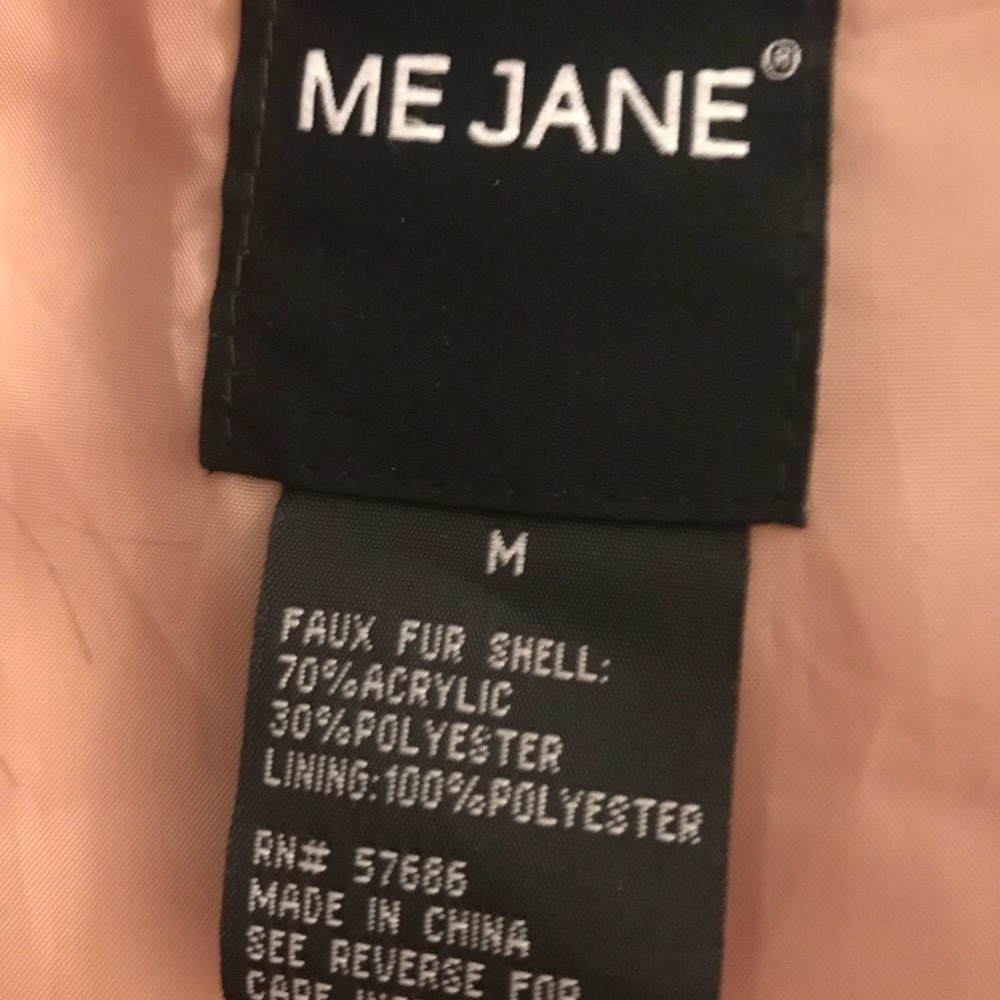 ME JANE®
M
FAUX FUR SHELL:
70%ACRYLIC
30%POLYESTER
LINING:100%POLYESTER
RN# 57686
MADE IN CHINA
SEE REVERSE FOR
CARE